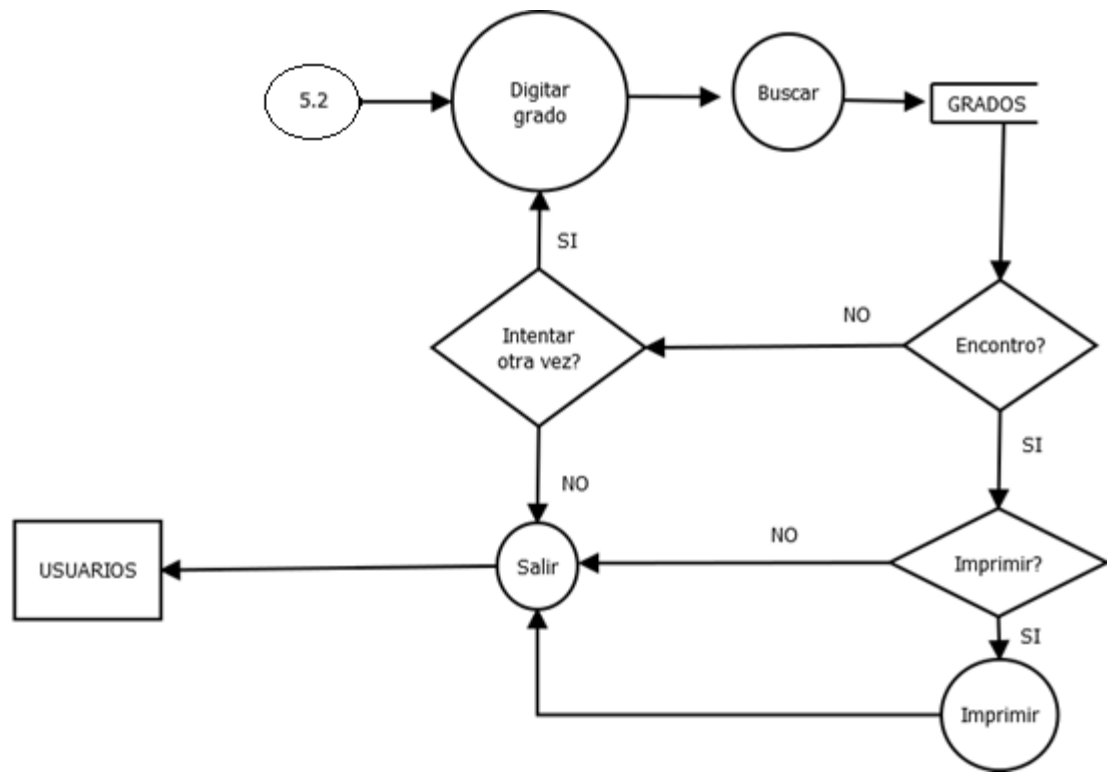 5.2
Digitar
grado
Buscar
GRADOS
SI
Intentar
otra vez?
NO
Encontro?
SI
NO
USUARIOS
Salir
NO
Imprimir?
SI
Imprimir